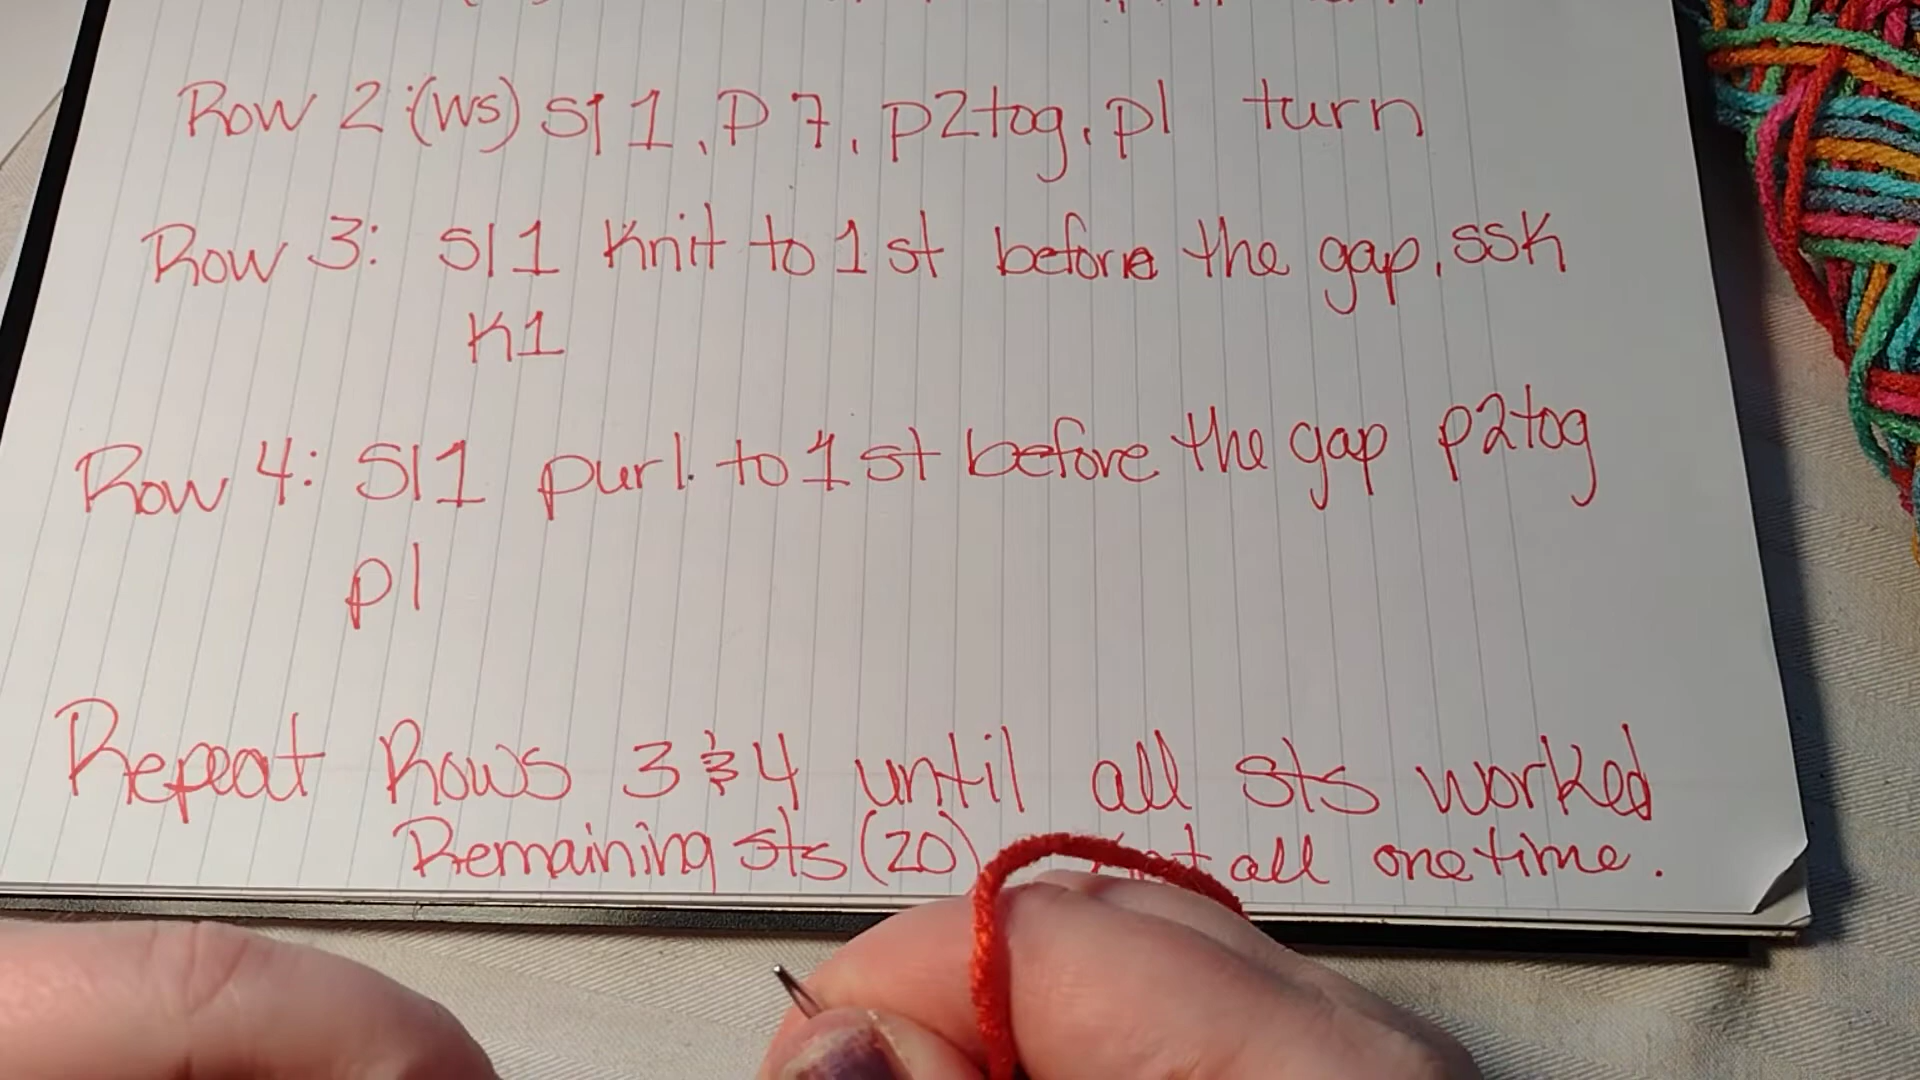 Row 2:(WS) Sl 1, P 7, p2tog, p1 turn
Row 3: Sl 1 Knit to 1 st before the gap, SSK
K1
Row 4: Sl 1 purl to 1 st before the gap p2tog
p1
Repeat Rows 3 & 4 until all sts worked
Remaining sts (20) all one time.